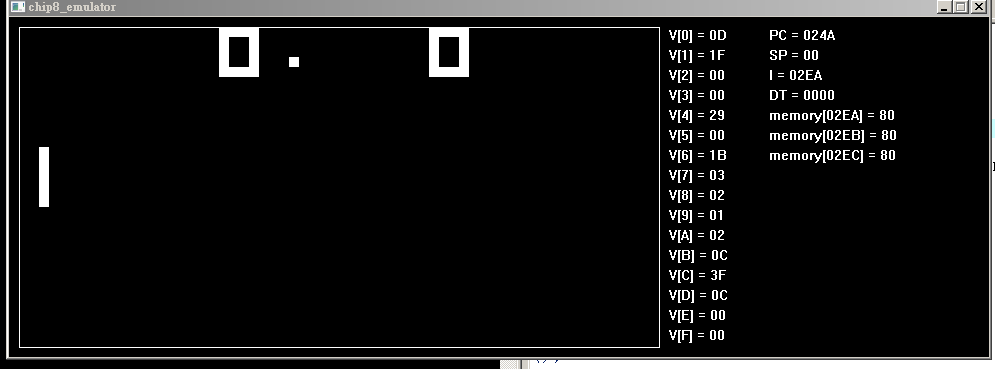 chip8_emulator
0 0
V[0] = 0D PC = 024A
V[1] = 1F SP = 00
V[2] = 00 I = 02EA
V[3] = 00 DT = 0000
V[4] = 29 memory[02EA] = 80
V[5] = 00 memory[02EB] = 80
V[6] = 1B memory[02EC] = 80
V[7] = 03
V[8] = 02
V[9] = 01
V[A] = 02
V[B] = 0C
V[C] = 3F
V[D] = 0C
V[E] = 00
V[F] = 00